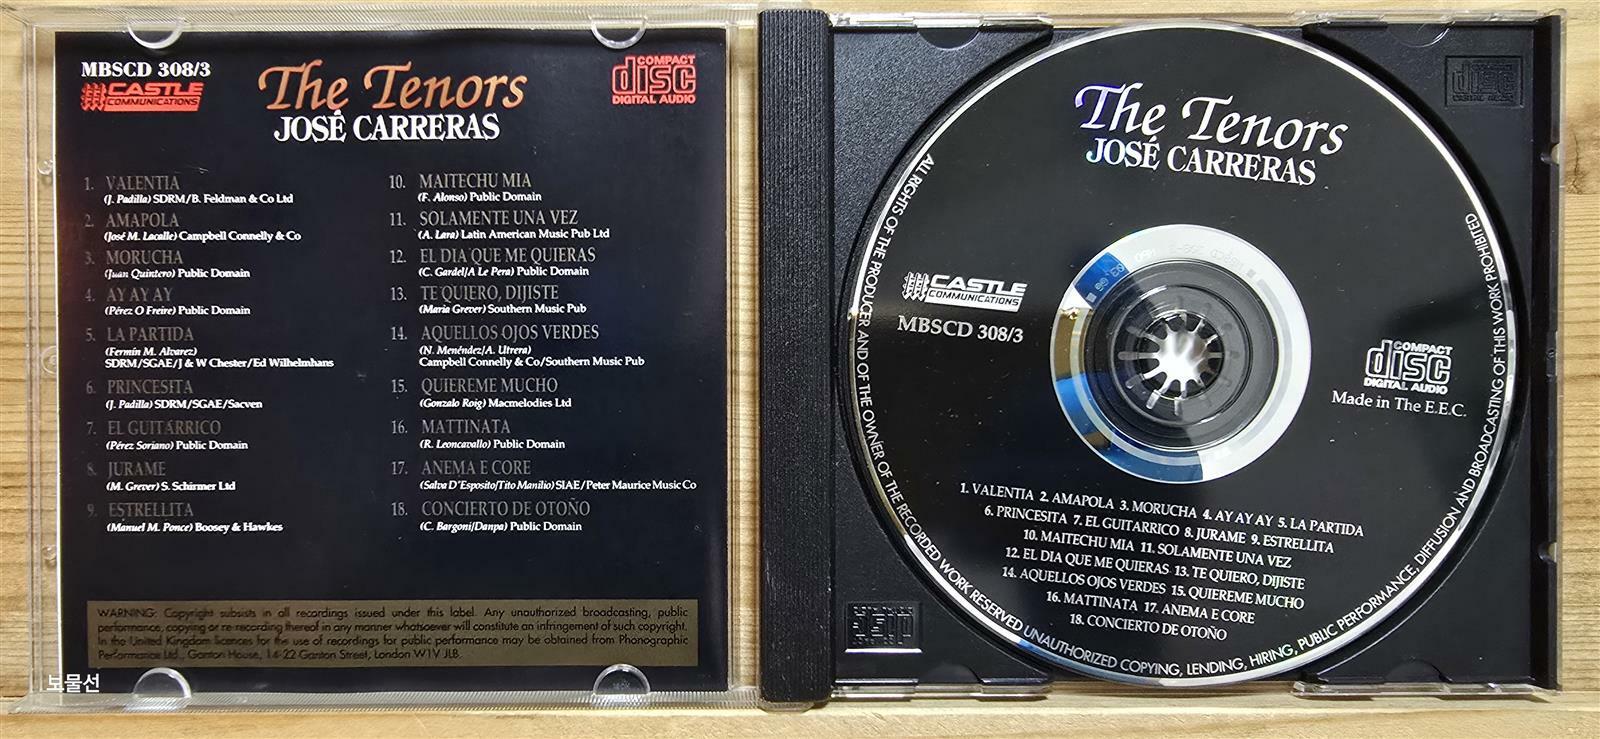 MBSCD 308/3
CASTLE
COMMUNICATIONS
The Tenors
JOSÉ CARRERAS
COMPACT
disc
DIGITAL AUDIO
1. VALENTIA
(J. Padilla) SDRM/B. Feldman & Co Ltd
2. AMAPOLA
(José M. Lacalle) Campbell Connelly & Co
3. MORUCHA
(Juan Quintero) Public Domain
4. AY AY AY
(Pérez O Freire) Public Domain
5. LA PARTIDA
(Fermin M. Alvarez)
SDRM/SGAE/J & W Chester/Ed Wilhelmhans
6. PRINCESITA
(J. Padilla) SDRM/SGAE/Sacven
7. EL GUITÁRRICO
(Pérez Soriano) Public Domain
8. JURAME
(M. Grever) S. Schirmer Ltd
9. ESTRELLITA
(Manuel M. Ponce) Boosey & Hawkes
10. MAITECHU MIA
(F. Alonso) Public Domain
11. SOLAMENTE UNA VEZ
(A. Lara) Latin American Music Pub Ltd
12. EL DIA QUE ME QUIERAS
(C. Gardel/A Le Pera) Public Domain
13. TE QUIERO, DIJISTE
(Maria Grever) Southern Music Pub
14. AQUELLOS OJOS VERDES
(N. Menéndez/A. Utrera)
Campbell Connelly & Co/Southern Music Pub
15. QUIEREME MUCHO
(Gonzalo Roig) Macmelodies Ltd
16. MATTINATA
(R. Leoncavallo) Public Domain
17. ANEMA E CORE
(Salva D'Esposito/Tito Manilio) SIAE/Peter Maurice Music Co
18. CONCIERTO DE OTOÑO
(C. Bargoni/Danpa) Public Domain
WARNING: Copyright subsists in all recordings issued under this label. Any unauthorized broadcasting, public
performance, copying or re-recording thereof in any manner whatsoever will constitute an infringement of such copyright.
In the United Kingdom licences for the use of recordings for public performance may be obtained from Phonographic
Performance Ltd., Ganton House, 14-22 Ganton Street, London W1V 1LB.
보물선
The Tenors
JOSÉ CARRERAS
CASTLE
COMMUNICATIONS
MBSCD 308/3
COMPACT
disc
DIGITAL AUDIO
Made in The E.E.C.
1. VALENTIA 2. AMAPOLA 3. MORUCHA 4. AY AY AY 5. LA PARTIDA
6. PRINCESITA 7. EL GUITARRICO 8. JURAME 9. ESTRELLITA
10. MAITECHU MIA 11. SOLAMENTE UNA VEZ
12. EL DIA QUE ME QUIERAS 13. TE QUIERO, DIJISTE
14. AQUELLOS OJOS VERDES 15. QUIEREME MUCHO
16. MATTINATA 17. ANEMA E CORE
18. CONCIERTO DE OTOÑO
ALL RIGHTS OF THE PRODUCER AND OF THE OWNER OF THE RECORDED WORK RESERVED UNAUTHORIZED COPYING, LENDING, HIRING, PUBLIC PERFORMANCE, DIFFUSION AND BROADCASTING OF THIS WORK PROHIBITED